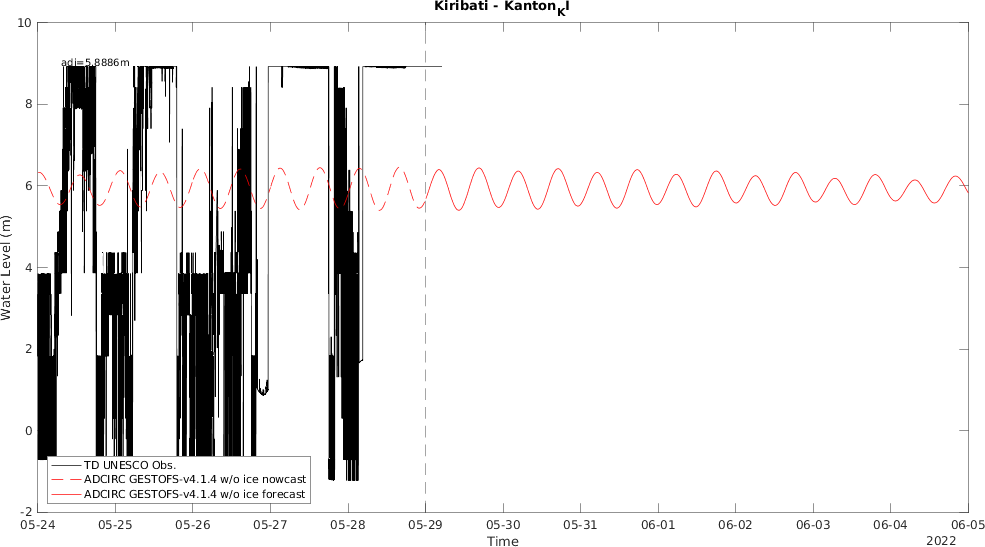 Kiribati - Kanton_KI
10
adj=5.8886m
8
6
4
2
0
-2
Water Level (m)
TD UNESCO Obs.
ADCIRC GESTOFS-v4.1.4 w/o ice nowcast
ADCIRC GESTOFS-v4.1.4 w/o ice forecast
05-24 05-25 05-26 05-27 05-28 05-29 05-30 05-31 06-01 06-02 06-03 06-04 06-05
Time
2022